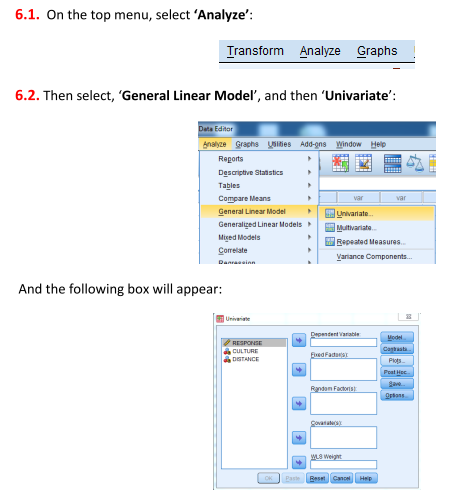 6.1. On the top menu, select ‘Analyze’:
Transform Analyze Graphs
6.2. Then select, ‘General Linear Model’, and then ‘Univariate’:
Data Editor
Analyze Graphs Utilities Add-ons Window Help
Reports
Descriptive Statistics
Tables
Compare Means
var var
General Linear Model
Univariate...
Generalized Linear Models
Multivariate...
Mixed Models
Repeated Measures...
Correlate
Variance Components...
Regression
And the following box will appear:
Univariate
Dependent Variable:
Model...
RESPONSE
CULTURE
DISTANCE
Contrasts...
Fixed Factor(s):
Plots...
Post Hoc...
Save...
Random Factor(s):
Options...
Covariate(s):
WLS Weight:
OK Paste Reset Cancel Help